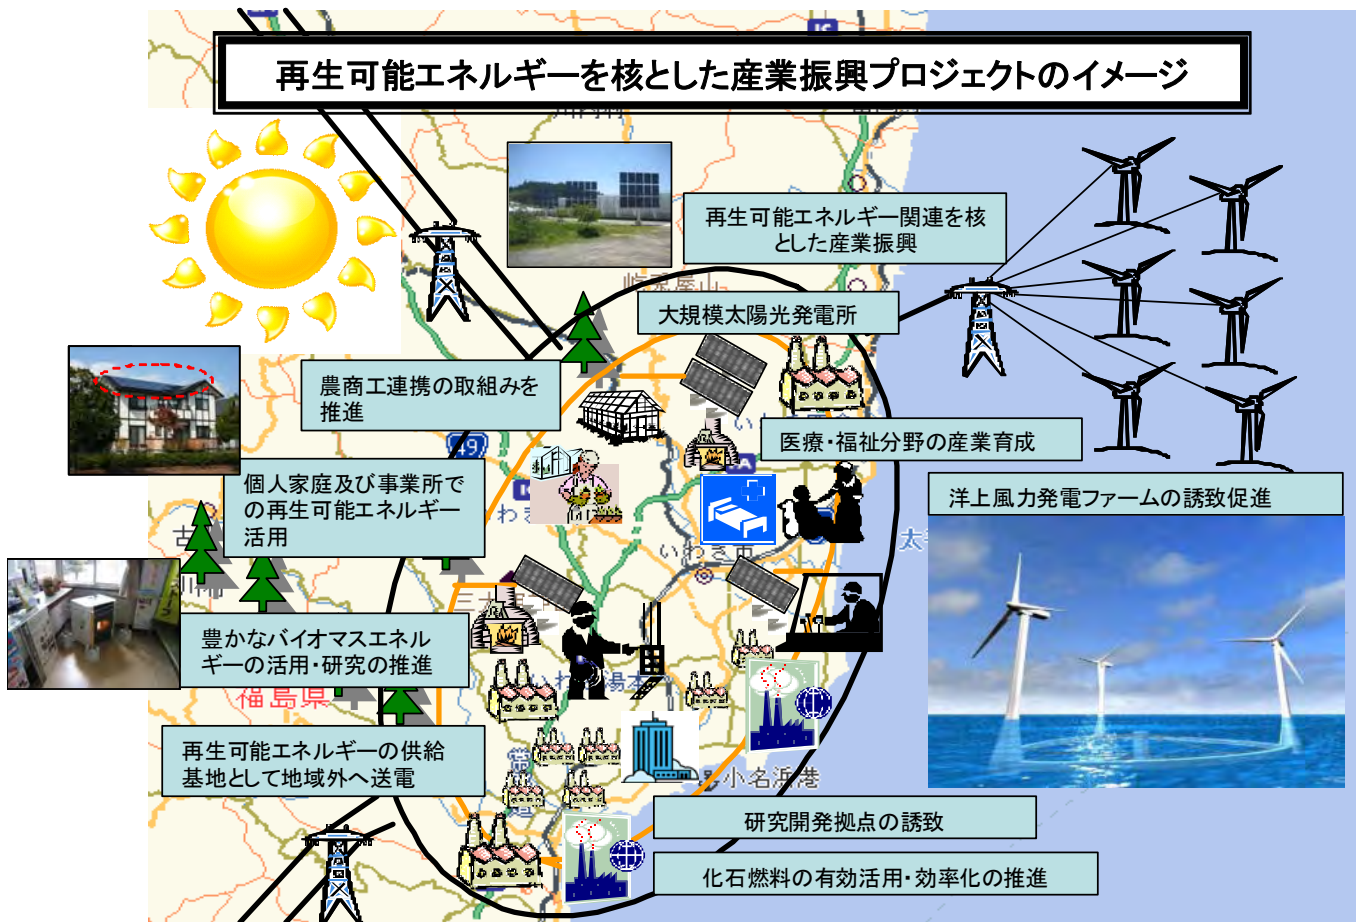 再生可能エネルギーを核とした産業振興プロジェクトのイメージ
再生可能エネルギー関連を核
とした産業振興
大規模太陽光発電所
農商工連携の取組みを
推進
49
医療・福祉分野の産業育成
個人家庭及び事業所で
の再生可能エネルギー
活用
洋上風力発電ファームの誘致促進
いわき市
豊かなバイオマスエネル
ギーの活用・研究の推進
福島県
再生可能エネルギーの供給
基地として地域外へ送電
小名浜港
研究開発拠点の誘致
化石燃料の有効活用・効率化の推進